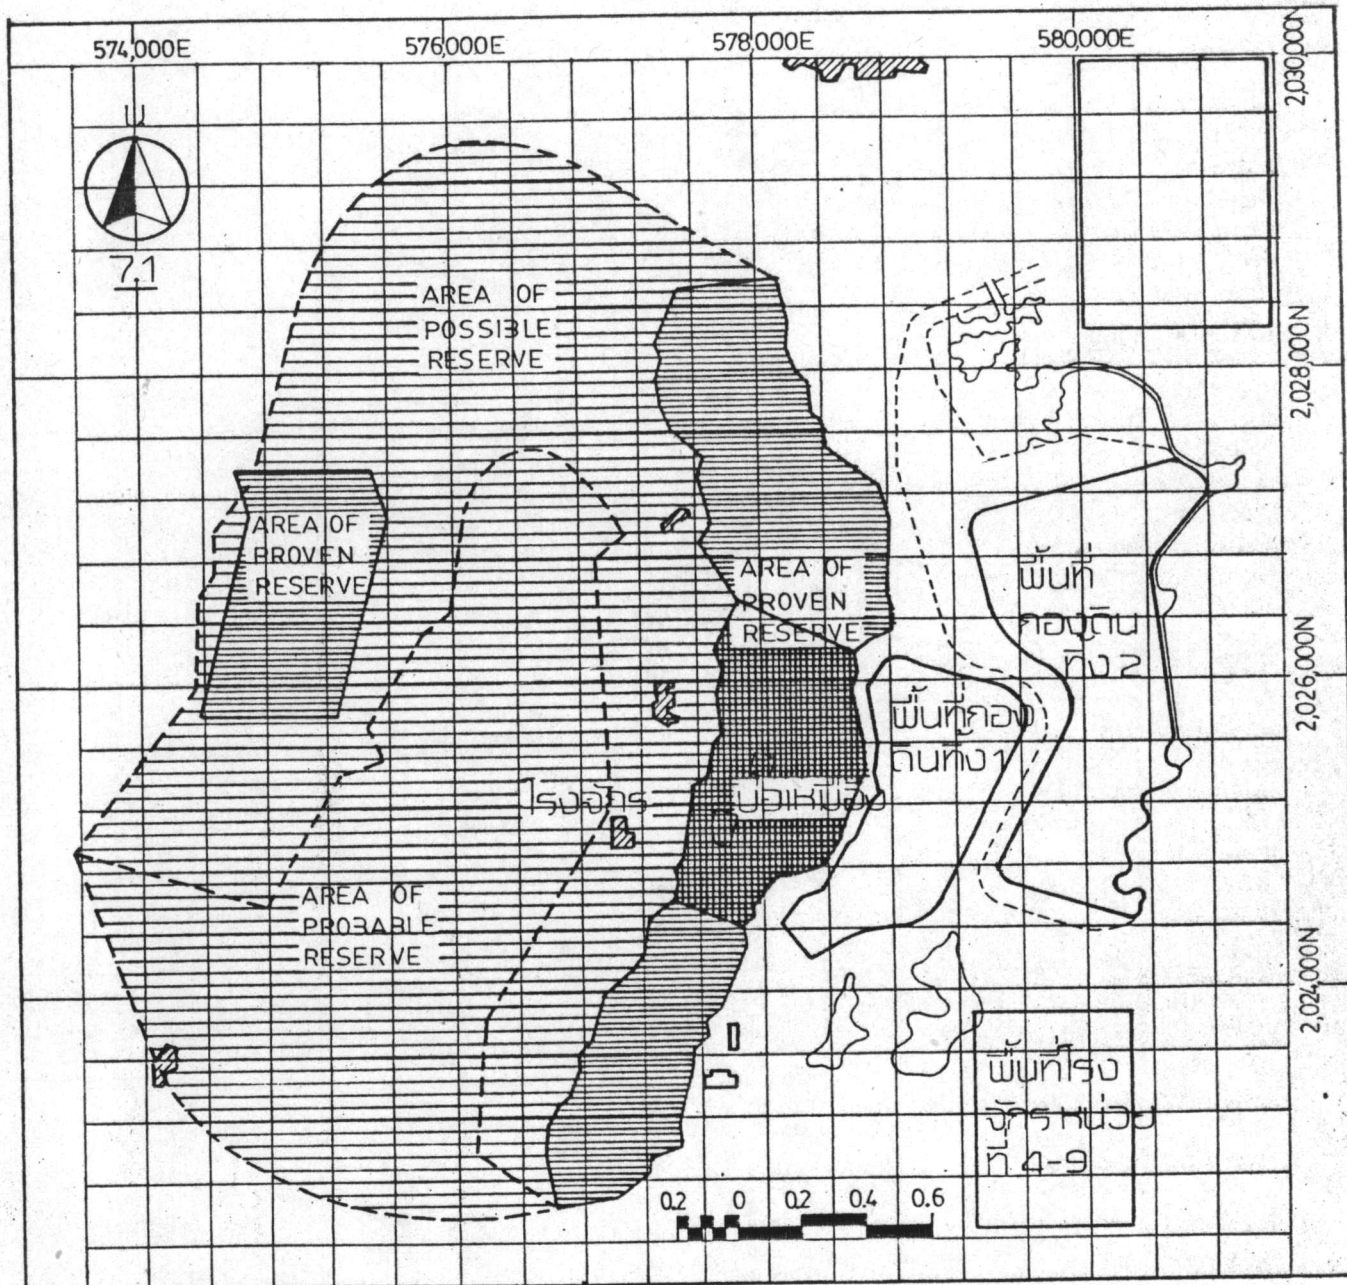 574,000E
576,000E
578,000E
580,000E
2,030,000N
7.1
AREA OF
POSSIBLE
RESERVE
2,028,000N
AREA OF
PROVEN
RESERVE
AREA OF
PROVEN
RESERVE
พื้นที่
กองดิน
ทิ้ง 2
2,026,000N
พื้นที่กอง
ดินทิ้ง 1
โรงจักร
บ่อเหมือง
AREA OF
PROBABLE
RESERVE
2,024,000N
พื้นที่โรง
จักร หน่วย
ที่ 4-9
0.2 0 0.2 0.4 0.6